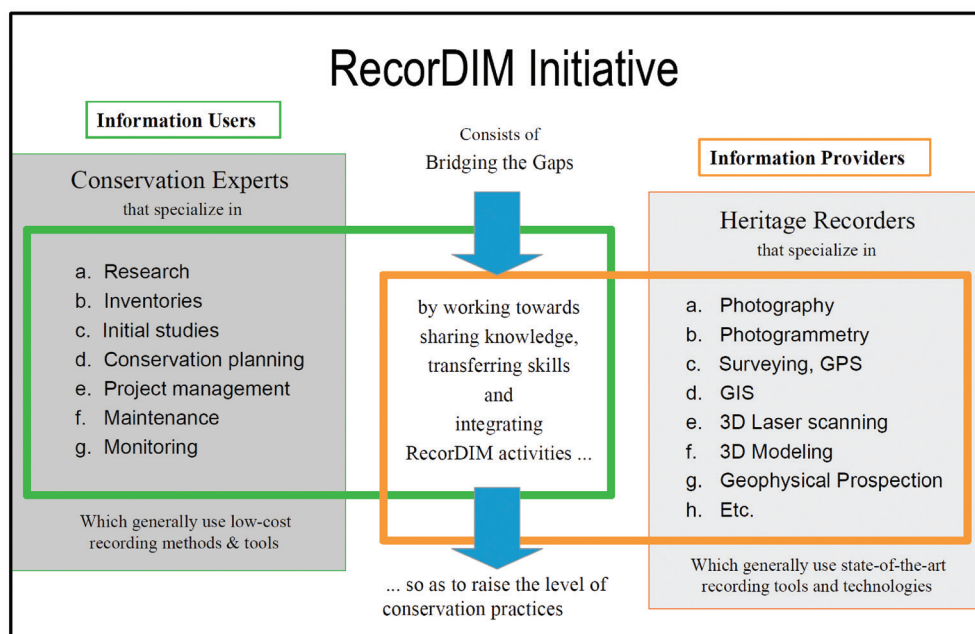 RecorDIM Initiative
Information Users
Conservation Experts
that specialize in
a. Research
b. Inventories
c. Initial studies
d. Conservation planning
e. Project management
f. Maintenance
g. Monitoring
Which generally use low-cost
recording methods & tools
Consists of
Bridging the Gaps
by working towards
sharing knowledge,
transferring skills
and
integrating
RecorDIM activities ...
... so as to raise the level of
conservation practices
Information Providers
Heritage Recorders
that specialize in
a. Photography
b. Photogrammetry
c. Surveying, GPS
d. GIS
e. 3D Laser scanning
f. 3D Modeling
g. Geophysical Prospection
h. Etc.
Which generally use state-of-the-art
recording tools and technologies